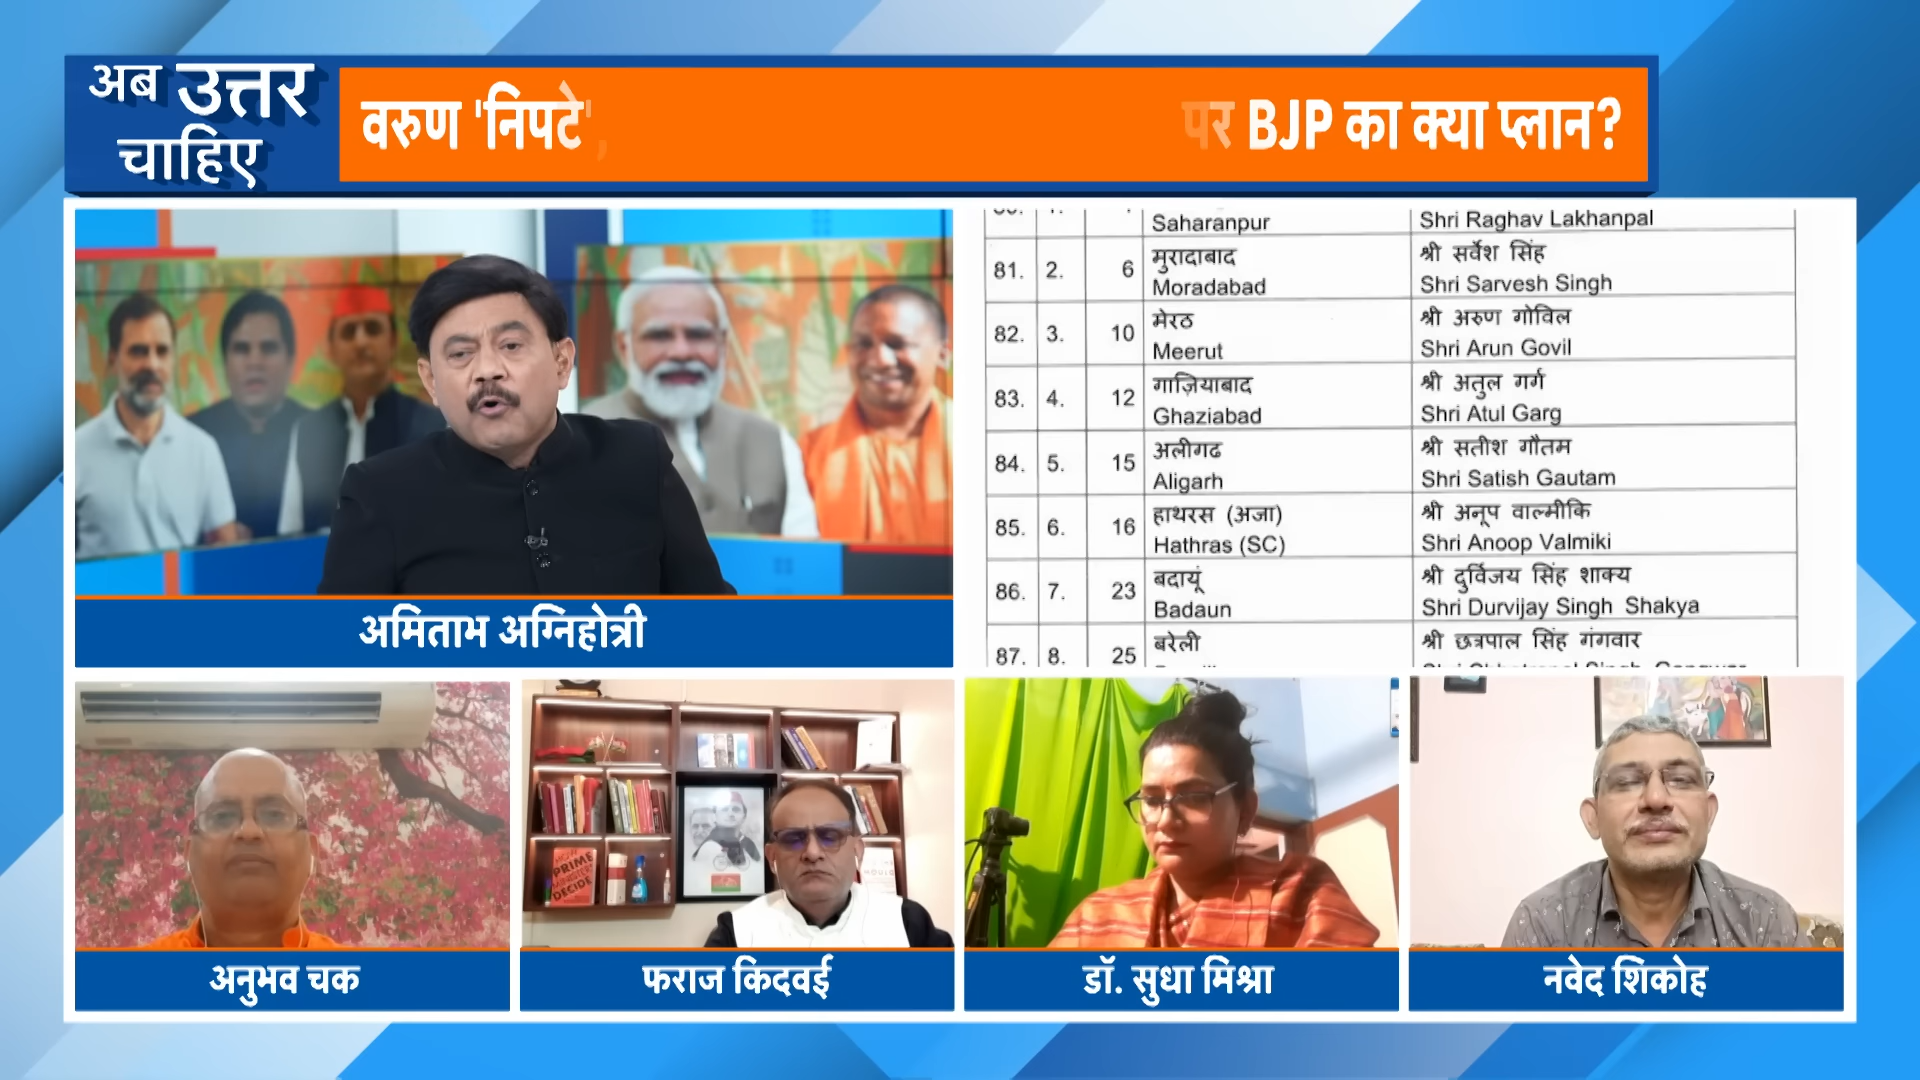 अब उत्तर
चाहिए
वरुण 'निपटे', पर BJP का क्या प्लान?
Saharanpur Shri Raghav Lakhanpal
81. 2. 6 मुरादाबाद श्री सर्वेश सिंह
Moradabad Shri Sarvesh Singh
82. 3. 10 मेरठ श्री अरुण गोविल
Meerut Shri Arun Govil
83. 4. 12 गाज़ियाबाद श्री अतुल गर्ग
Ghaziabad Shri Atul Garg
84. 5. 15 अलीगढ श्री सतीश गौतम
Aligarh Shri Satish Gautam
85. 6. 16 हाथरस (अजा) श्री अनूप वाल्मीकि
Hathras (SC) Shri Anoop Valmiki
86. 7. 23 बदायूं श्री दुर्विजय सिंह शाक्य
Badaun Shri Durvijay Singh Shakya
87. 8. 25 बरेली श्री छत्रपाल सिंह गंगवार
अमिताभ अग्निहोत्री
PRIME
DECIDE
अनुभव चक
फराज किदवई
डॉ. सुधा मिश्रा
नवेद शिकोह